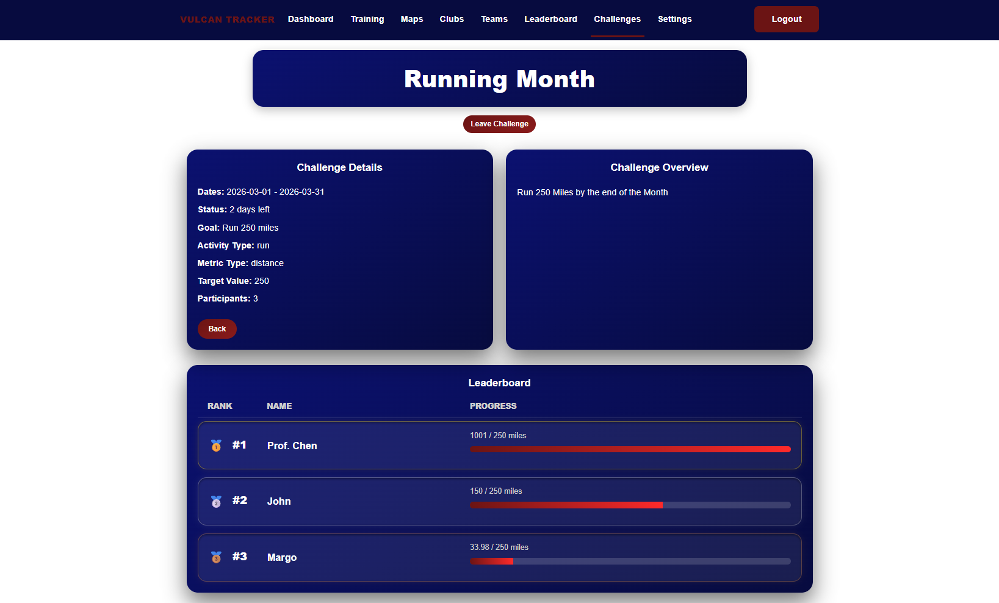 VULCAN TRACKER Dashboard Training Maps Clubs Teams Leaderboard Challenges Settings Logout
Running Month
Leave Challenge
Challenge Details
Dates: 2026-03-01 - 2026-03-31
Status: 2 days left
Goal: Run 250 miles
Activity Type: run
Metric Type: distance
Target Value: 250
Participants: 3
Back
Challenge Overview
Run 250 Miles by the end of the Month
Leaderboard
RANK NAME PROGRESS
1 #1 Prof. Chen 1001 / 250 miles
2 #2 John 150 / 250 miles
3 #3 Margo 33.98 / 250 miles